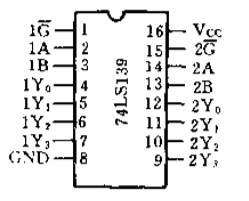 1G̅ 1 16 Vcc
1A 2 15 2G̅
1B 3 14 2A
1Y₀ 4 13 2B
1Y₁ 5 12 2Y₀
1Y₂ 6 11 2Y₁
1Y₃ 7 10 2Y₂
GND 8 9 2Y₃
74LS139